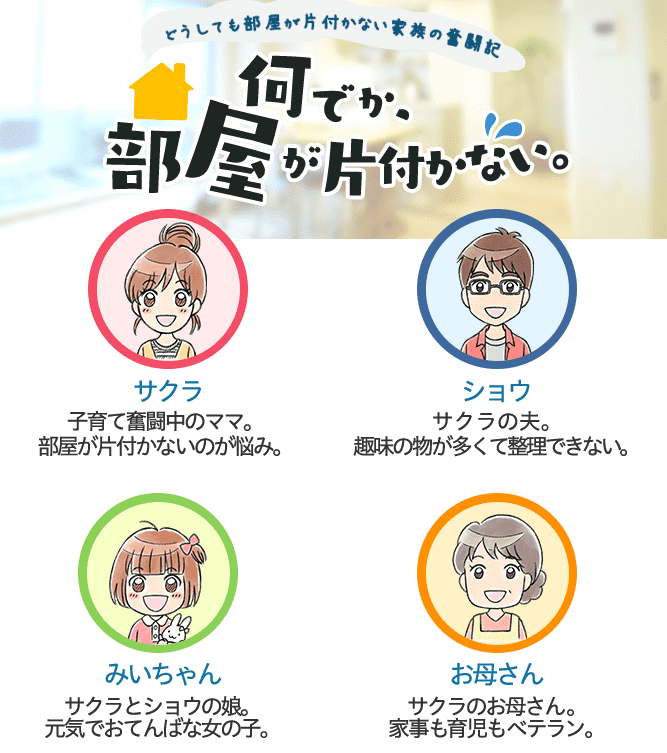 どうしても部屋が片付かない家族の奮闘記
何でか、
部屋が片付かない。
サクラ
子育て奮闘中のママ。
部屋が片付かないのが悩み。
ショウ
サクラの夫。
趣味の物が多くて整理できない。
みいちゃん
サクラとショウの娘。
元気でおてんばな女の子。
お母さん
サクラのお母さん。
家事も育児もベテラン。